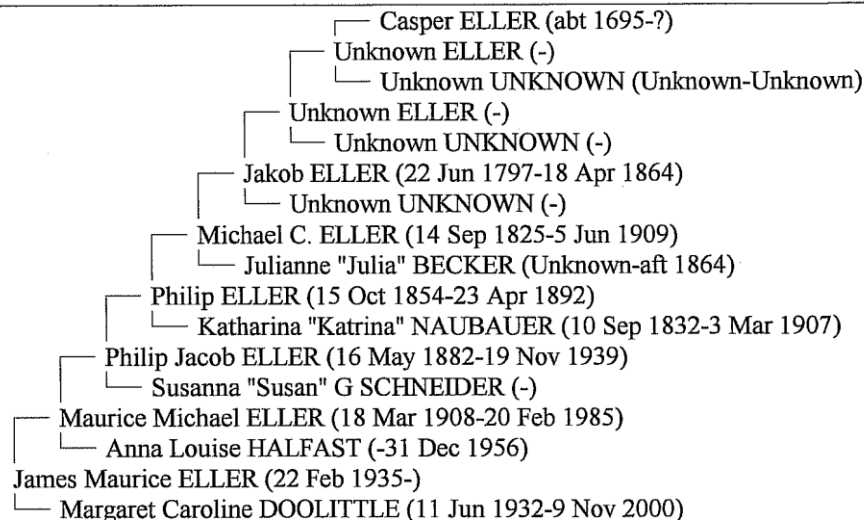 Casper ELLER (abt 1695-?)
Unknown ELLER (-)
Unknown UNKNOWN (Unknown-Unknown)
Unknown ELLER (-)
Unknown UNKNOWN (-)
Jakob ELLER (22 Jun 1797-18 Apr 1864)
Unknown UNKNOWN (-)
Michael C. ELLER (14 Sep 1825-5 Jun 1909)
Julianne "Julia" BECKER (Unknown-aft 1864)
Philip ELLER (15 Oct 1854-23 Apr 1892)
Katharina "Katrina" NAUBAUER (10 Sep 1832-3 Mar 1907)
Philip Jacob ELLER (16 May 1882-19 Nov 1939)
Susanna "Susan" G SCHNEIDER (-)
Maurice Michael ELLER (18 Mar 1908-20 Feb 1985)
Anna Louise HALFAST (-31 Dec 1956)
James Maurice ELLER (22 Feb 1935-)
Margaret Caroline DOOLITTLE (11 Jun 1932-9 Nov 2000)